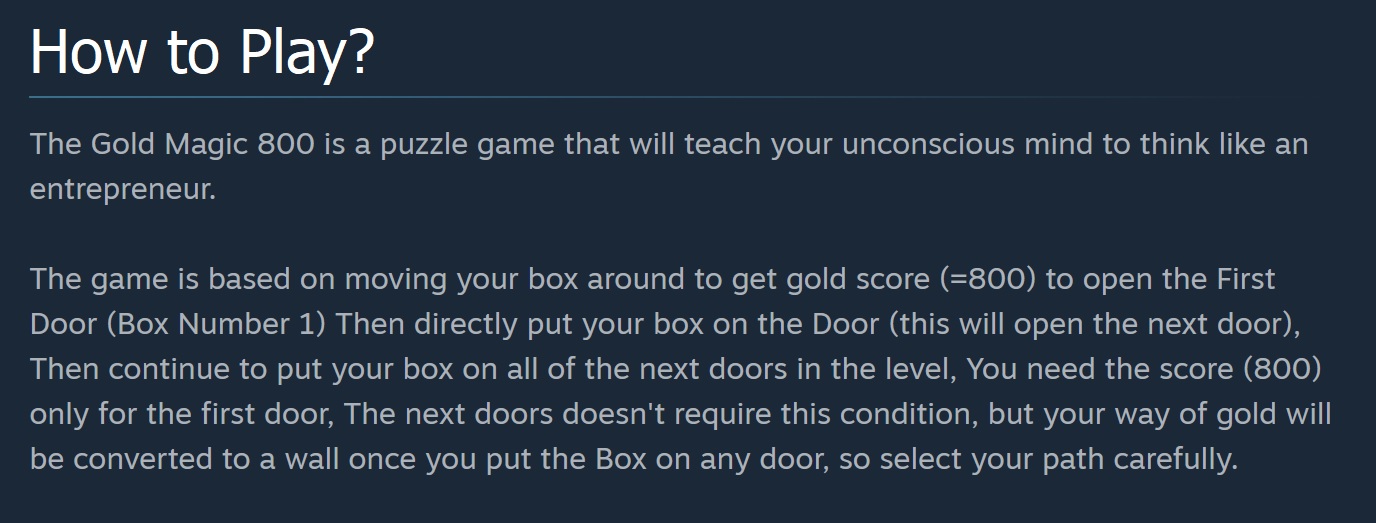 How to Play?
The Gold Magic 800 is a puzzle game that will teach your unconscious mind to think like an
entrepreneur.
The game is based on moving your box around to get gold score (=800) to open the First
Door (Box Number 1) Then directly put your box on the Door (this will open the next door),
Then continue to put your box on all of the next doors in the level, You need the score (800)
only for the first door, The next doors doesn't require this condition, but your way of gold will
be converted to a wall once you put the Box on any door, so select your path carefully.